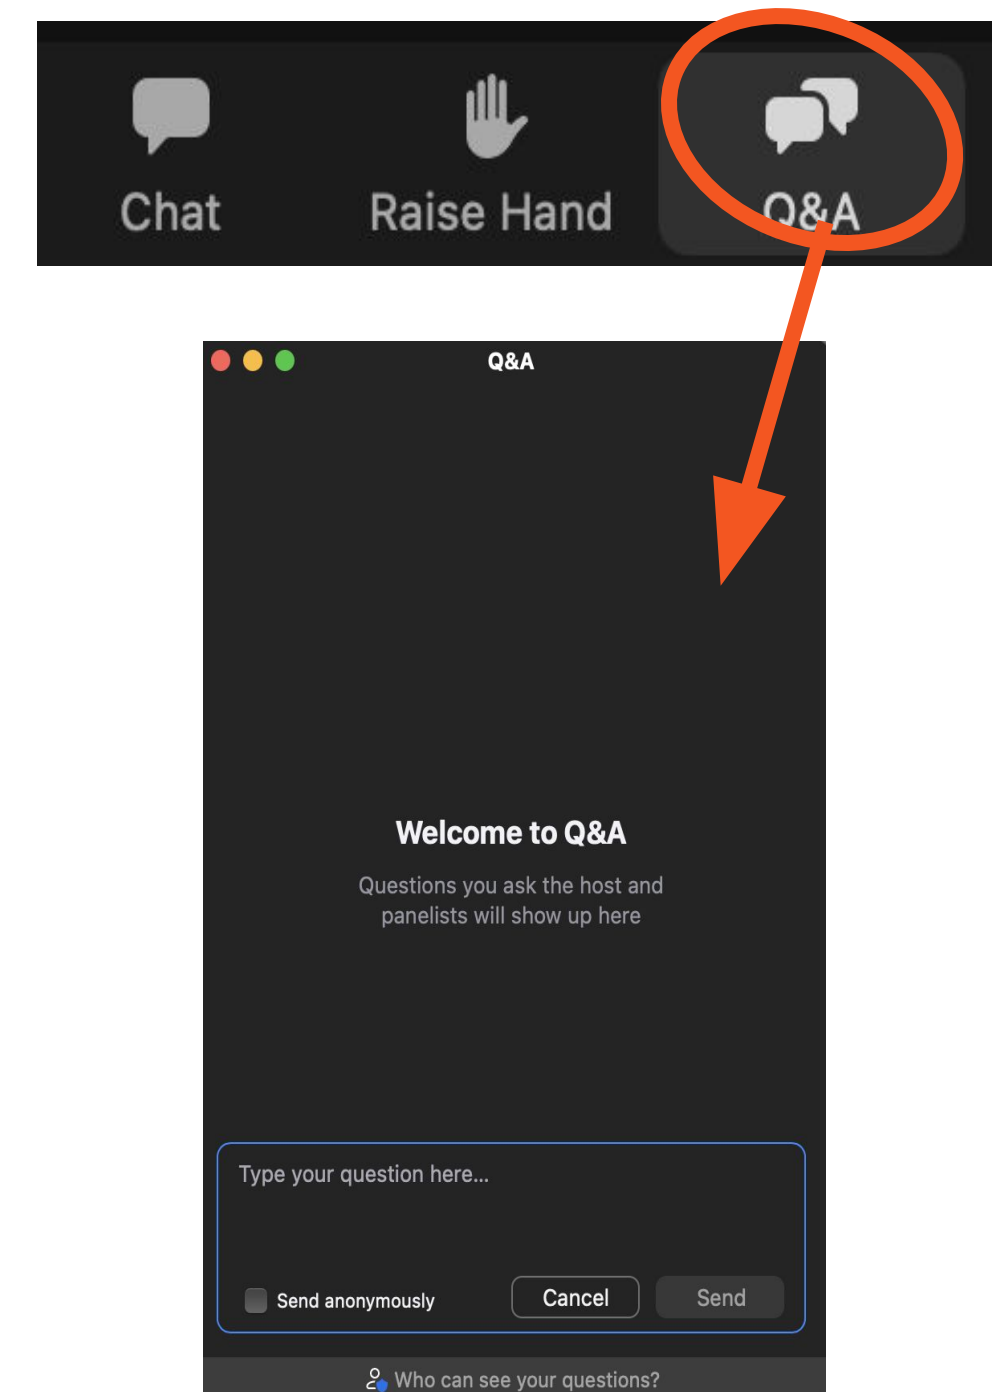 Chat
Raise Hand
Q&A
Q&A
Welcome to Q&A
Questions you ask the host and
panelists will show up here
Type your question here...
Send anonymously
Cancel
Send
Who can see your questions?